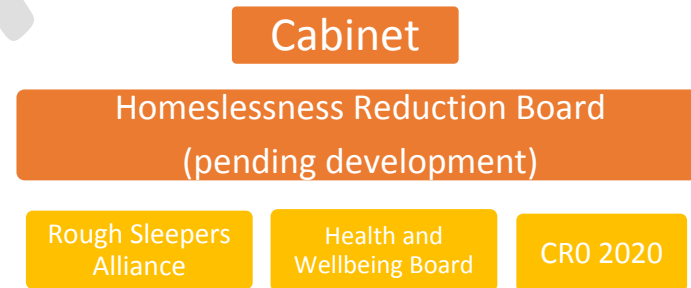 Cabinet
Homeslessness Reduction Board
(pending development)
Rough Sleepers
Alliance
Health and
Wellbeing Board
CR0 2020